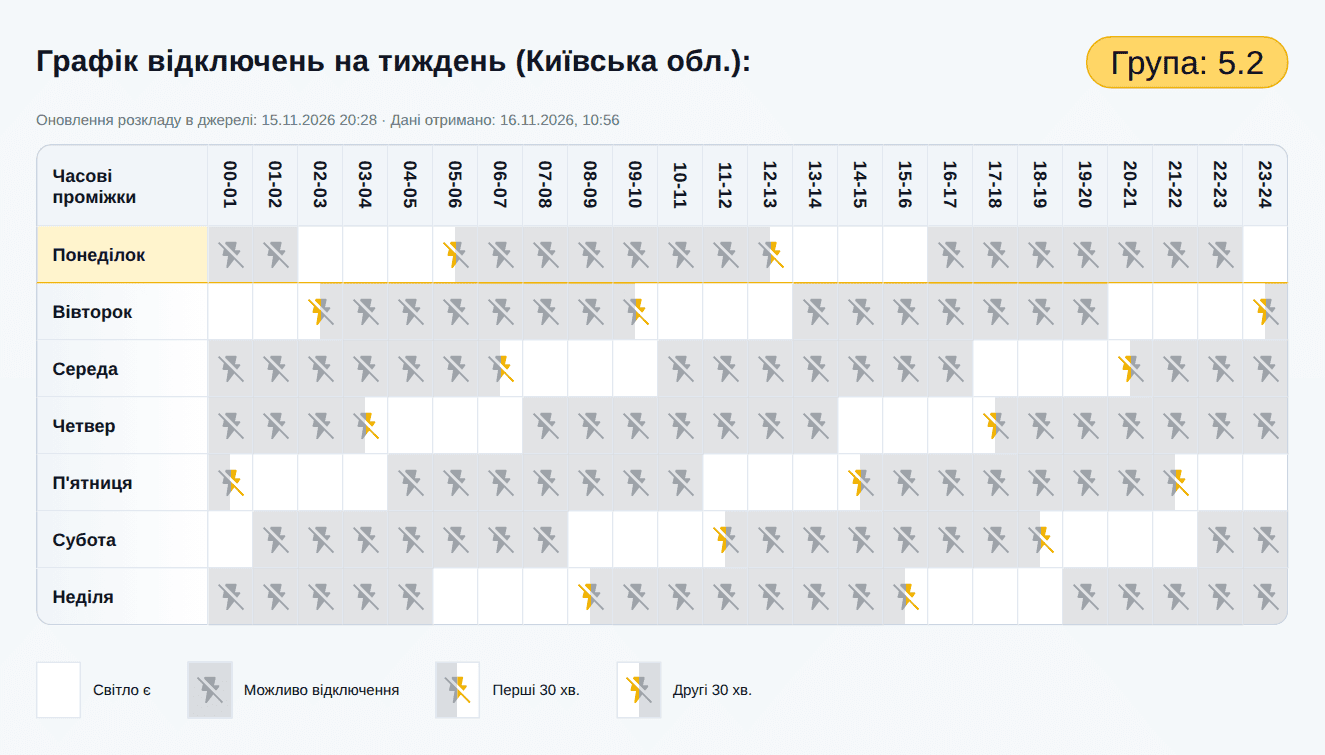 Графік відключень на тиждень (Київська обл.):
Група: 5.2
Оновлення розкладу в джерелі: 15.11.2026 20:28 · Дані отримано: 16.11.2026, 10:56
Часові
проміжки
00-01
01-02
02-03
03-04
04-05
05-06
06-07
07-08
08-09
09-10
10-11
11-12
12-13
13-14
14-15
15-16
16-17
17-18
18-19
19-20
20-21
21-22
22-23
23-24
Понеділок
Вівторок
Середа
Четвер
П'ятниця
Субота
Неділя
Світло є
Можливо відключення
Перші 30 хв.
Другі 30 хв.